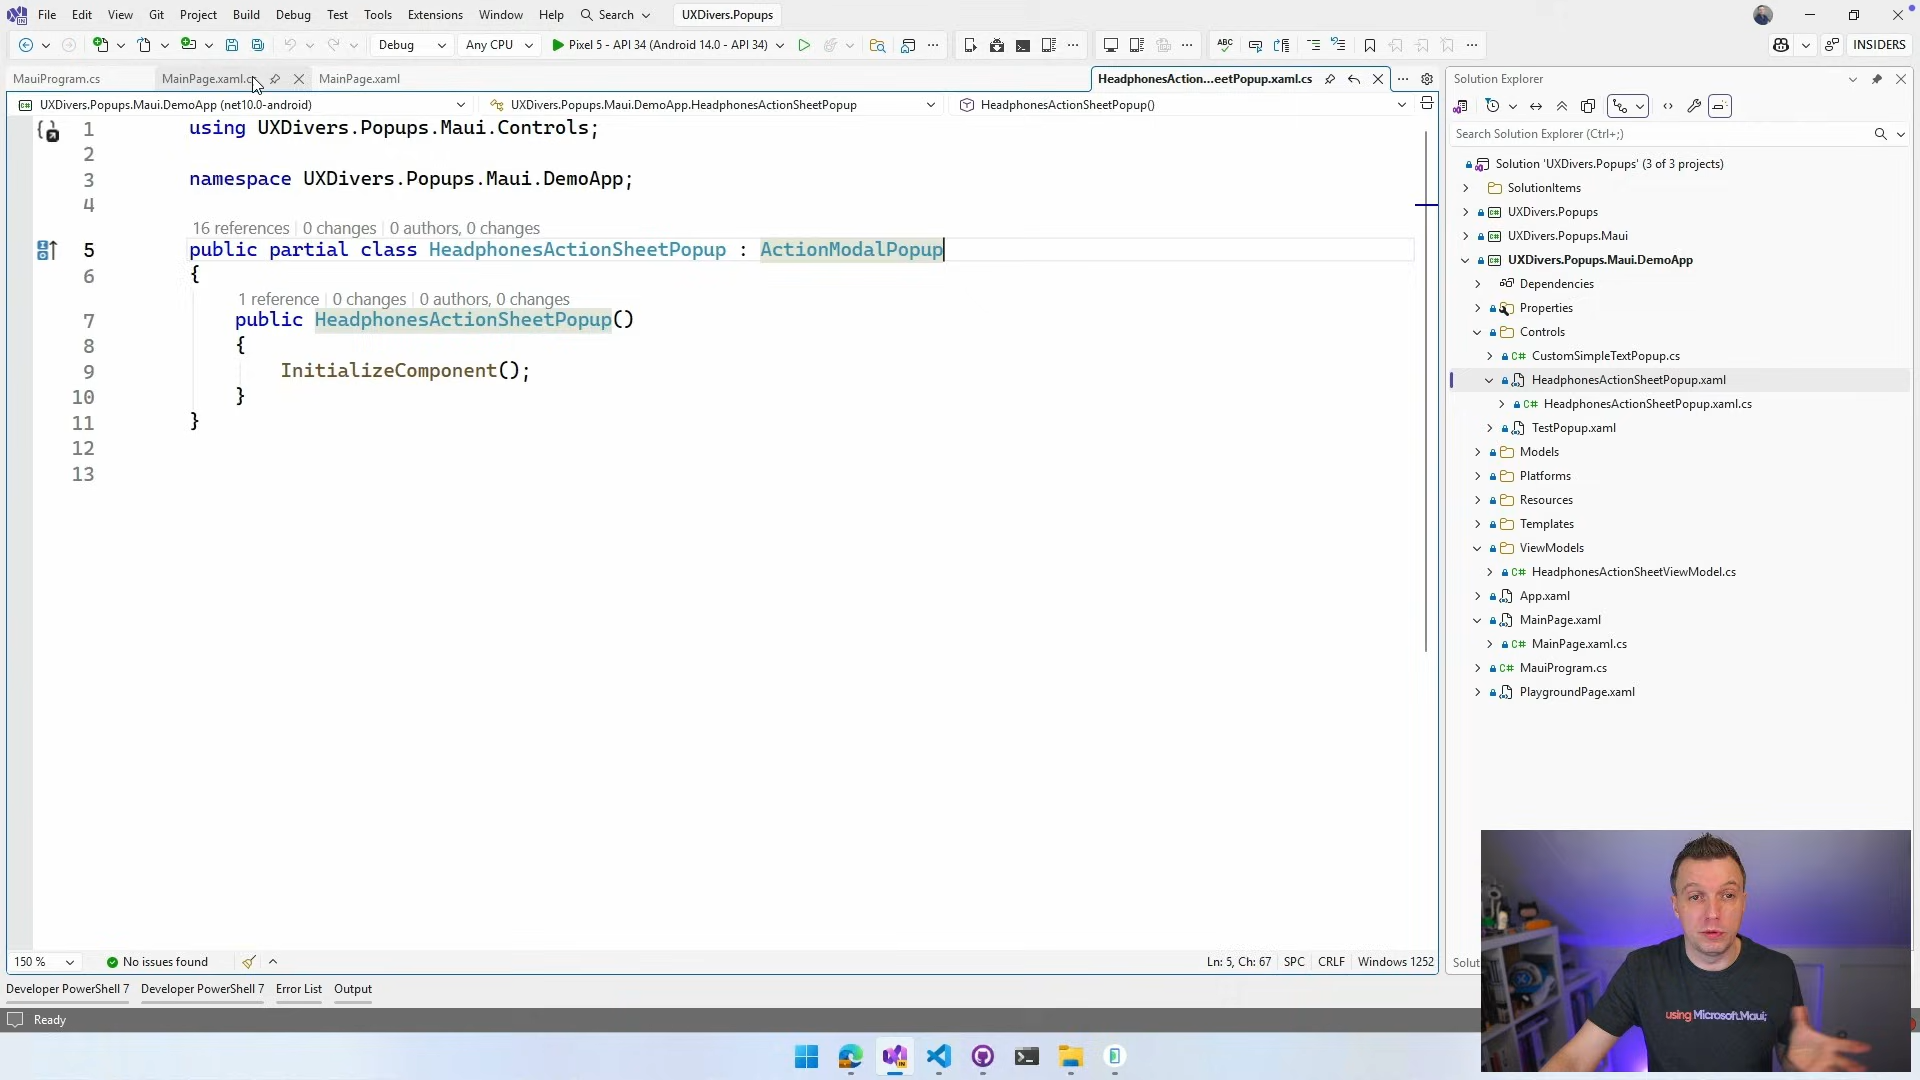 File Edit View Git Project Build Debug Test Tools Extensions Window Help Search UXDivers.Popups
Debug Any CPU Pixel 5 - API 34 (Android 14.0 - API 34) INSIDERS
MauiProgram.cs MainPage.xaml.cs MainPage.xaml HeadphonesAction...eetPopup.xaml.cs
UXDivers.Popups.Maui.DemoApp (net10.0-android) UXDivers.Popups.Maui.DemoApp.HeadphonesActionSheetPopup HeadphonesActionSheetPopup()
1 using UXDivers.Popups.Maui.Controls;
2
3 namespace UXDivers.Popups.Maui.DemoApp;
4
16 references | 0 changes | 0 authors, 0 changes
5 public partial class HeadphonesActionSheetPopup : ActionModalPopup
6 {
1 reference | 0 changes | 0 authors, 0 changes
7 public HeadphonesActionSheetPopup()
8 {
9 InitializeComponent();
10 }
11 }
12
13
150 % No issues found Ln: 5, Ch: 67 SPC CRLF Windows 1252
Developer PowerShell 7 Developer PowerShell 7 Error List Output
Ready
Solution Explorer
Search Solution Explorer (Ctrl+;)
Solution 'UXDivers.Popups' (3 of 3 projects)
SolutionItems
UXDivers.Popups
UXDivers.Popups.Maui
UXDivers.Popups.Maui.DemoApp
Dependencies
Properties
Controls
C# CustomSimpleTextPopup.cs
HeadphonesActionSheetPopup.xaml
C# HeadphonesActionSheetPopup.xaml.cs
TestPopup.xaml
Models
Platforms
Resources
Templates
ViewModels
C# HeadphonesActionSheetViewModel.cs
App.xaml
MainPage.xaml
C# MainPage.xaml.cs
C# MauiProgram.cs
PlaygroundPage.xaml
Solut
using Microsoft.Maui;